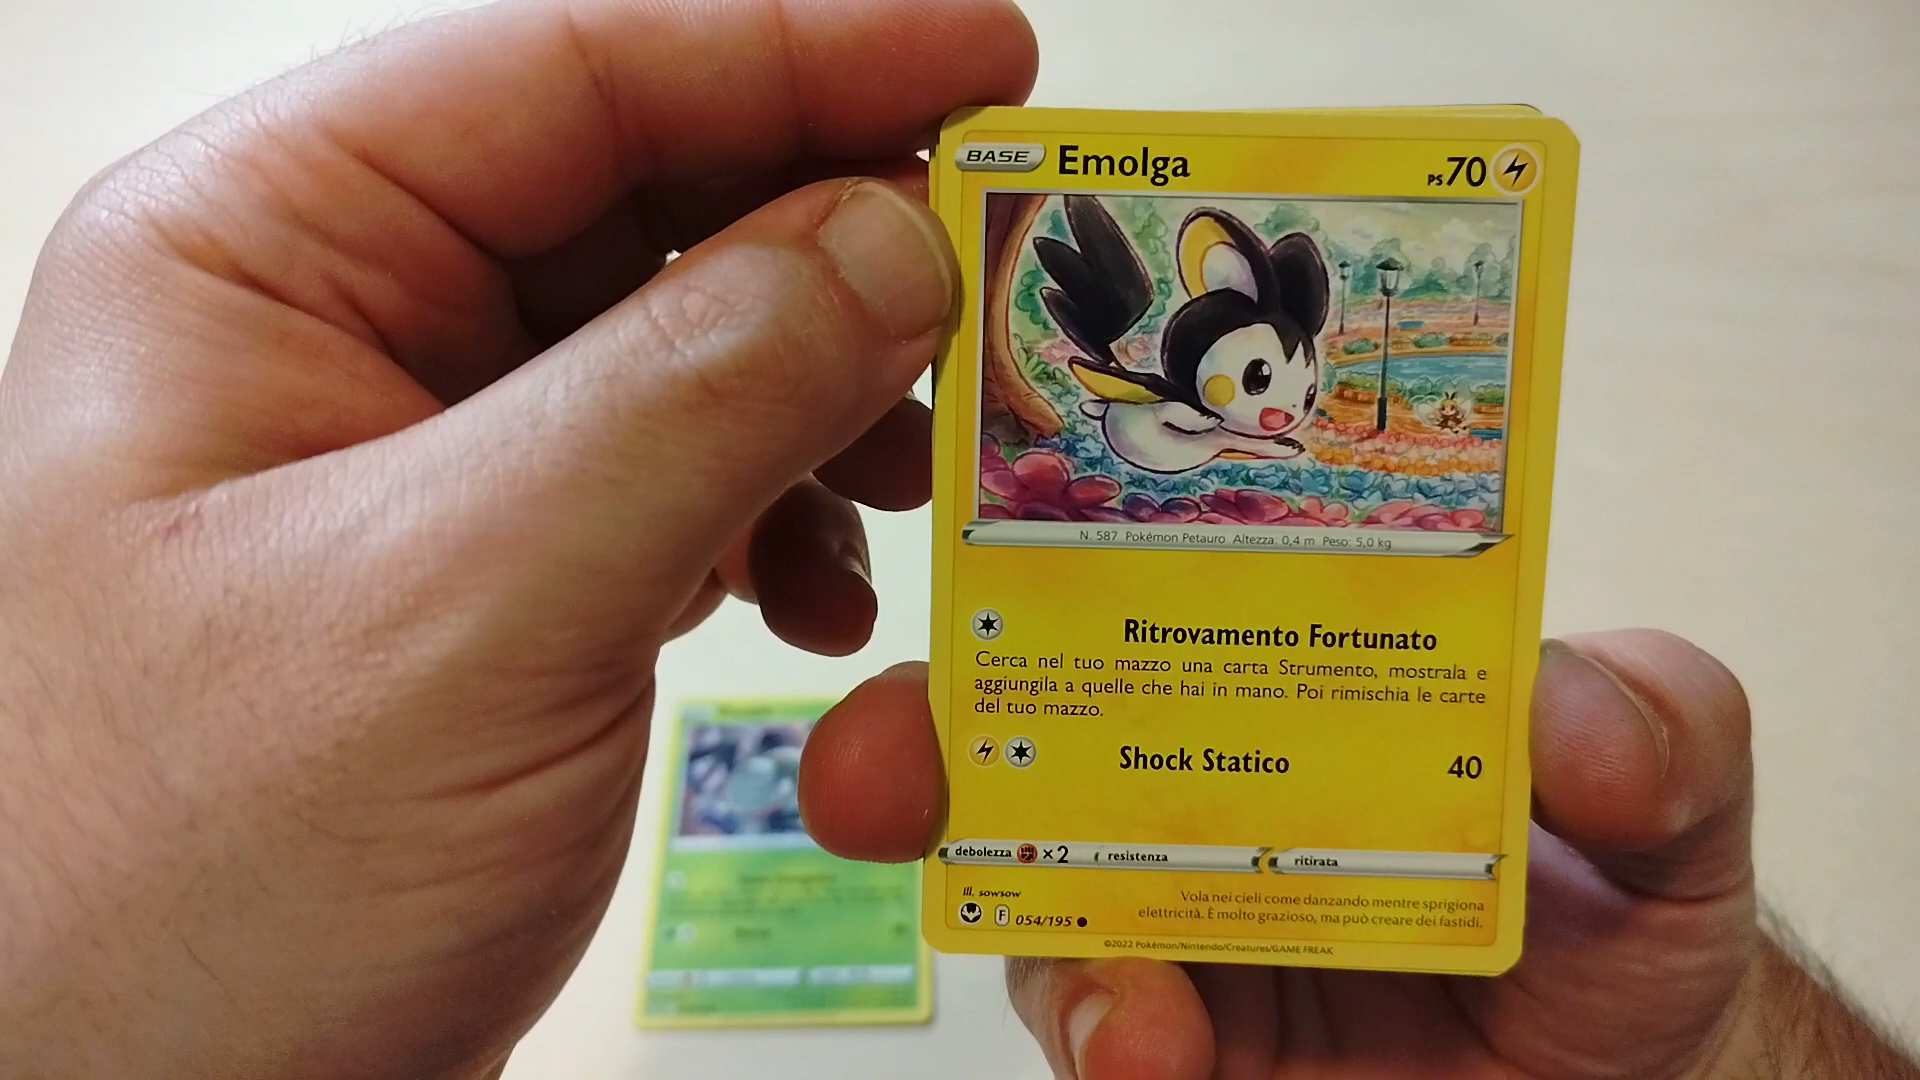 BASE Emolga PS 70
N. 587 Pokémon Petauro Altezza: 0,4 m Peso: 5,0 kg
Ritrovamento Fortunato
Cerca nel tuo mazzo una carta Strumento, mostrala e
aggiungila a quelle che hai in mano. Poi rimischia le carte
del tuo mazzo.
Shock Statico 40
debolezza ×2 resistenza ritirata
Ill. sowsow
Vola nei cieli come danzando mentre sprigiona
elettricità. È molto grazioso, ma può creare dei fastidi.
F 054/195
©2022 Pokémon/Nintendo/Creatures/GAME FREAK